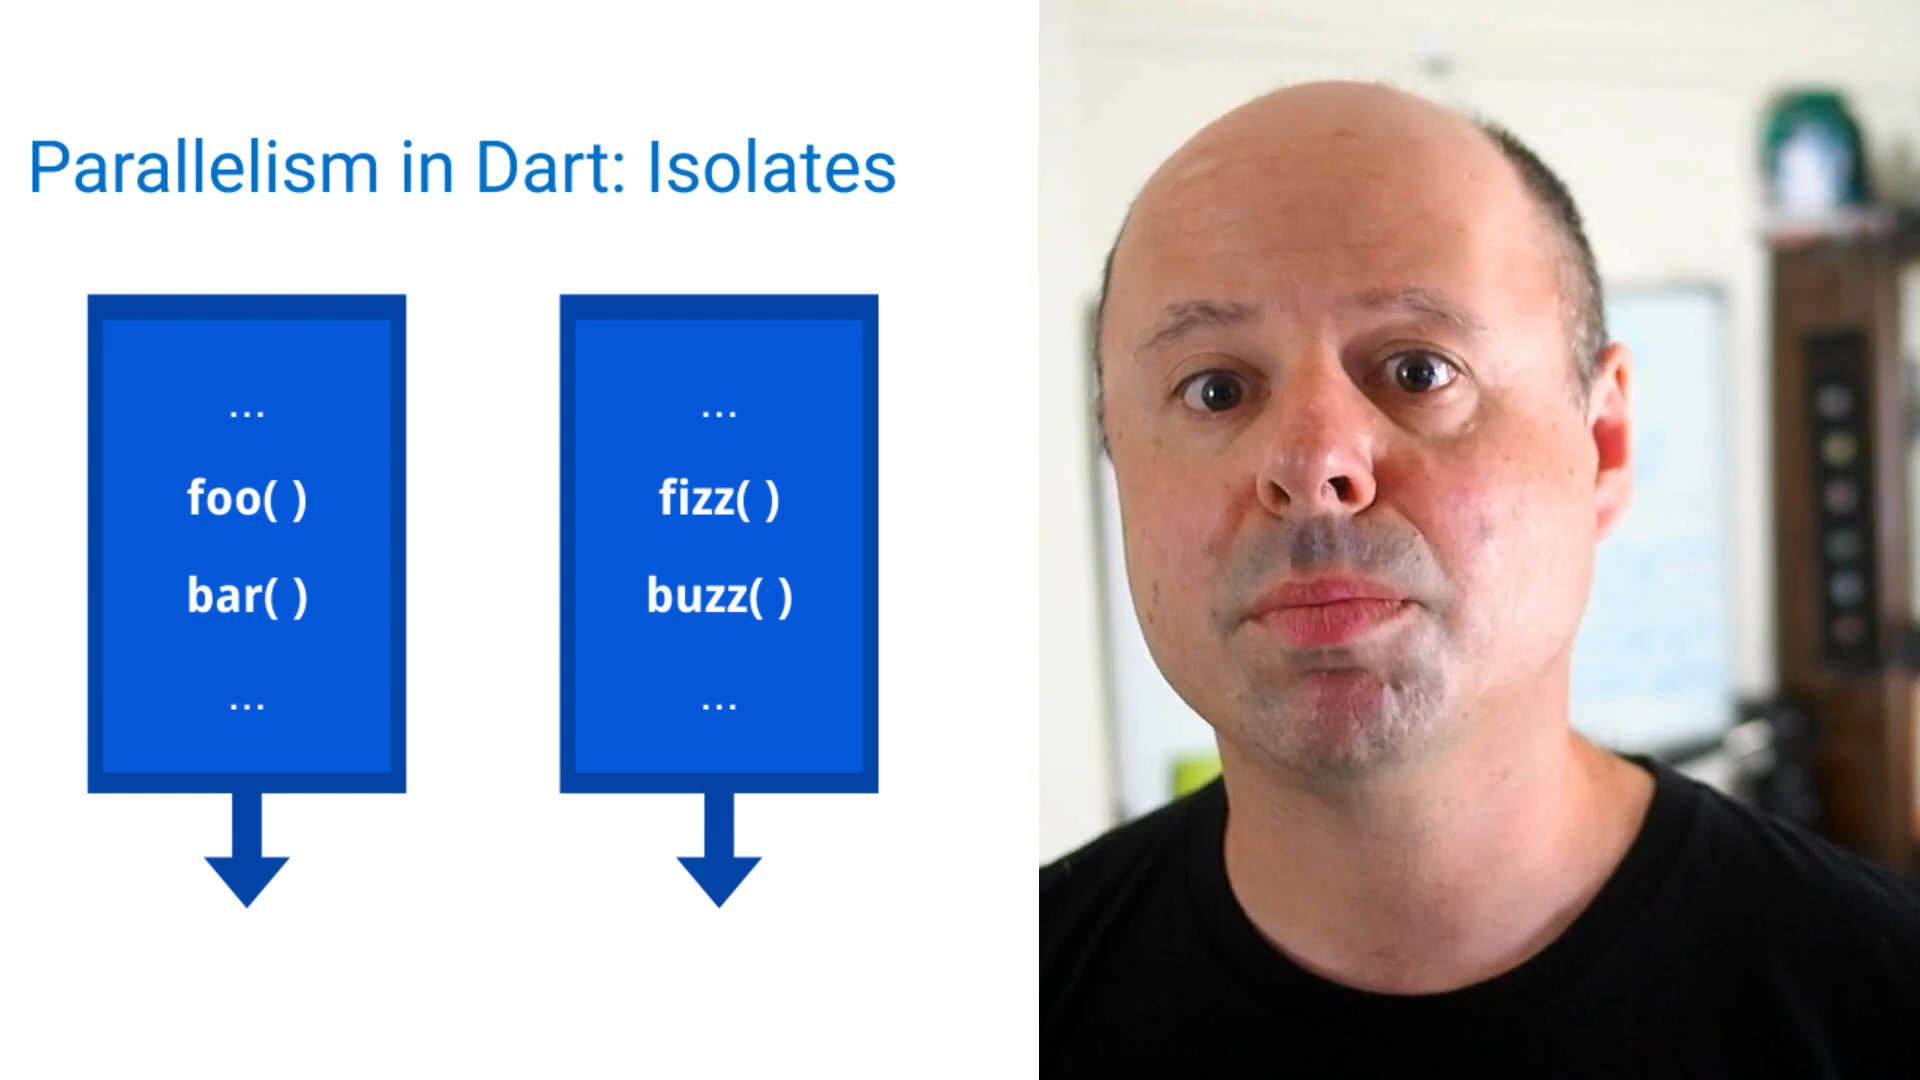 Parallelism in Dart: Isolates
...
foo( )
bar( )
...
...
fizz( )
buzz( )
...